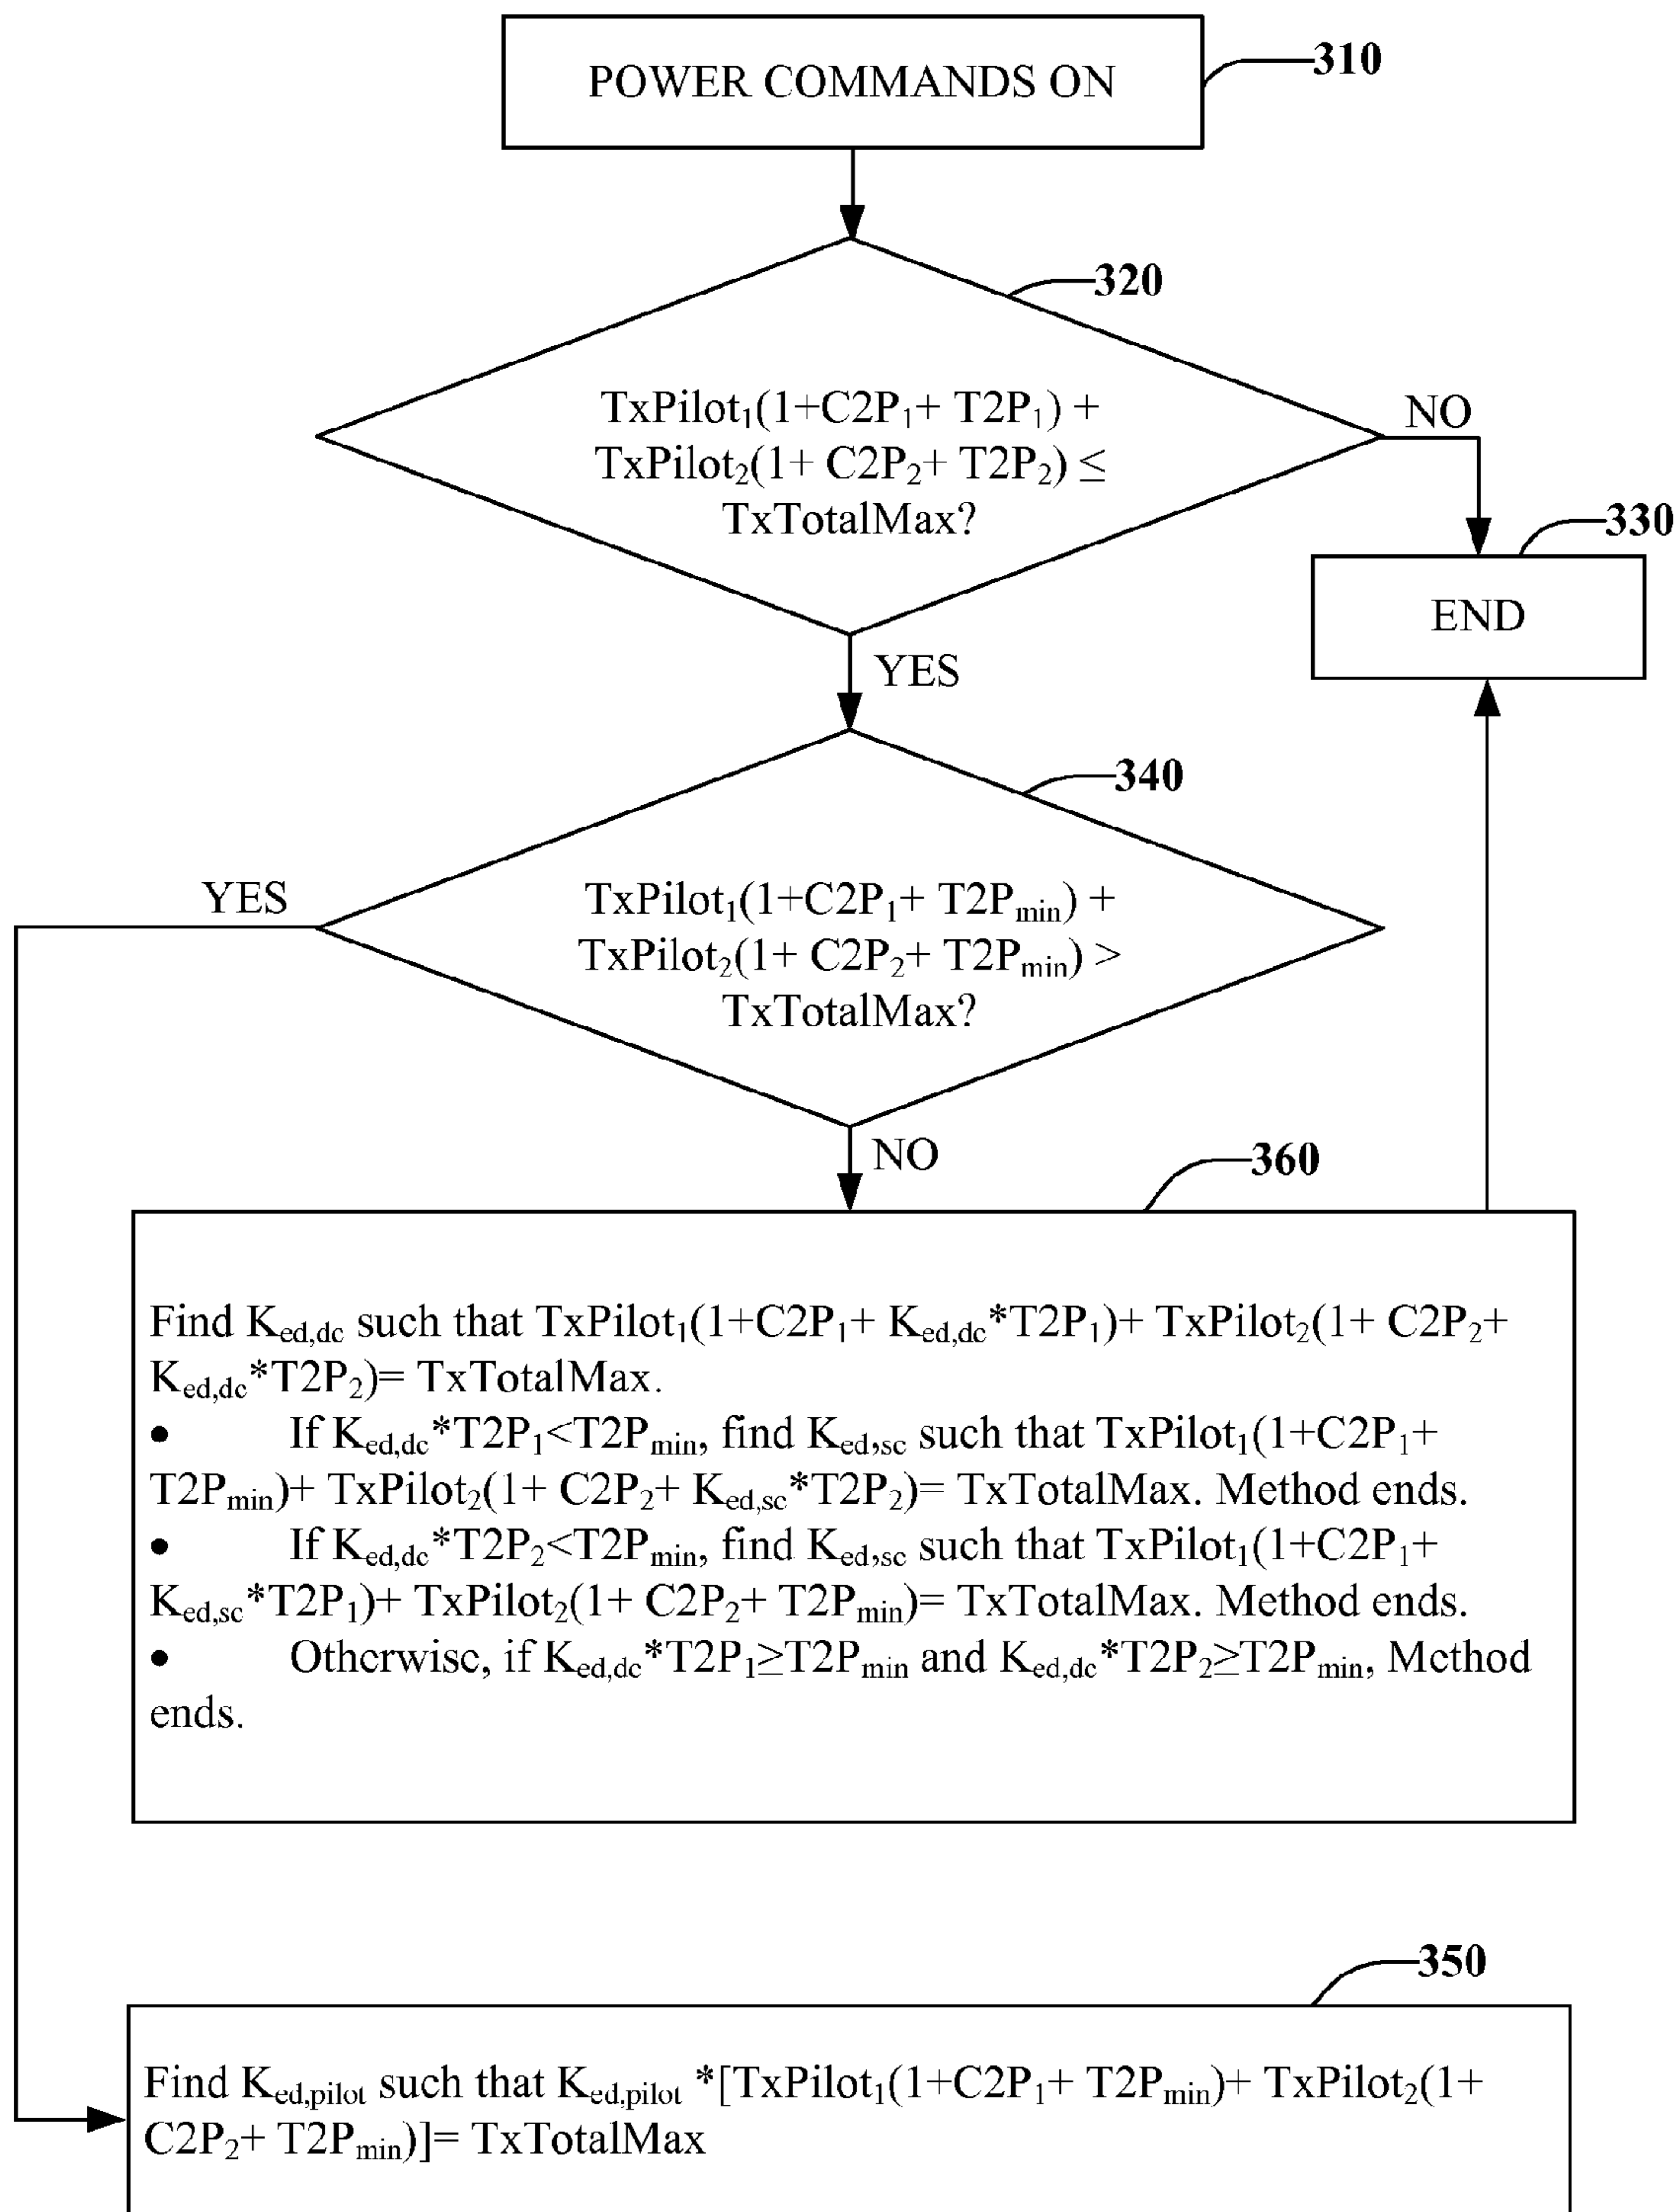 POWER COMMANDS ON
310
320
TxPilot₁(1+C2P₁+ T2P₁) +
TxPilot₂(1+ C2P₂+ T2P₂) ≤
TxTotalMax?
NO
330
END
YES
340
YES
TxPilot₁(1+C2P₁+ T2Pmin) +
TxPilot₂(1+ C2P₂+ T2Pmin) >
TxTotalMax?
NO
360
Find Ked,dc such that TxPilot₁(1+C2P₁+ Ked,dc*T2P₁)+ TxPilot₂(1+ C2P₂+
Ked,dc*T2P₂)= TxTotalMax.
● If Ked,dc*T2P₁<T2Pmin, find Ked,sc such that TxPilot₁(1+C2P₁+
T2Pmin)+ TxPilot₂(1+ C2P₂+ Ked,sc*T2P₂)= TxTotalMax. Method ends.
● If Ked,dc*T2P₂<T2Pmin, find Ked,sc such that TxPilot₁(1+C2P₁+
Ked,sc*T2P₁)+ TxPilot₂(1+ C2P₂+ T2Pmin)= TxTotalMax. Method ends.
● Otherwise, if Ked,dc*T2P₁≥T2Pmin and Ked,dc*T2P₂≥T2Pmin, Method
ends.
350
Find Ked,pilot such that Ked,pilot *[TxPilot₁(1+C2P₁+ T2Pmin)+ TxPilot₂(1+
C2P₂+ T2Pmin)]= TxTotalMax